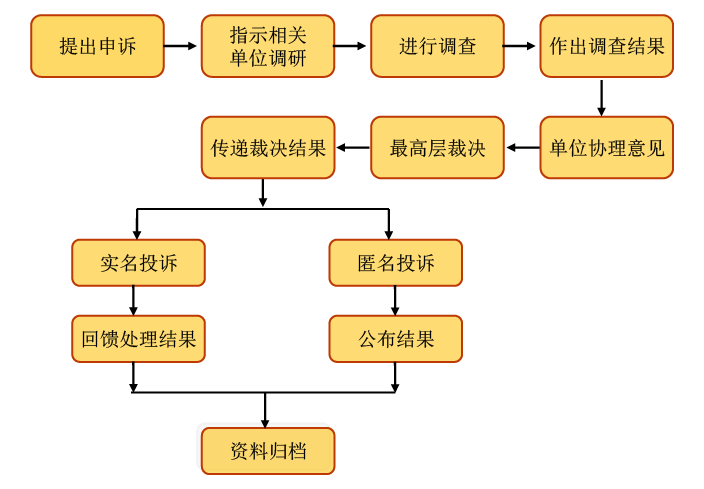 提出申诉
指示相关
单位调研
进行调查
作出调查结果
单位协理意见
最高层裁决
传递裁决结果
实名投诉
匿名投诉
回馈处理结果
公布结果
资料归档